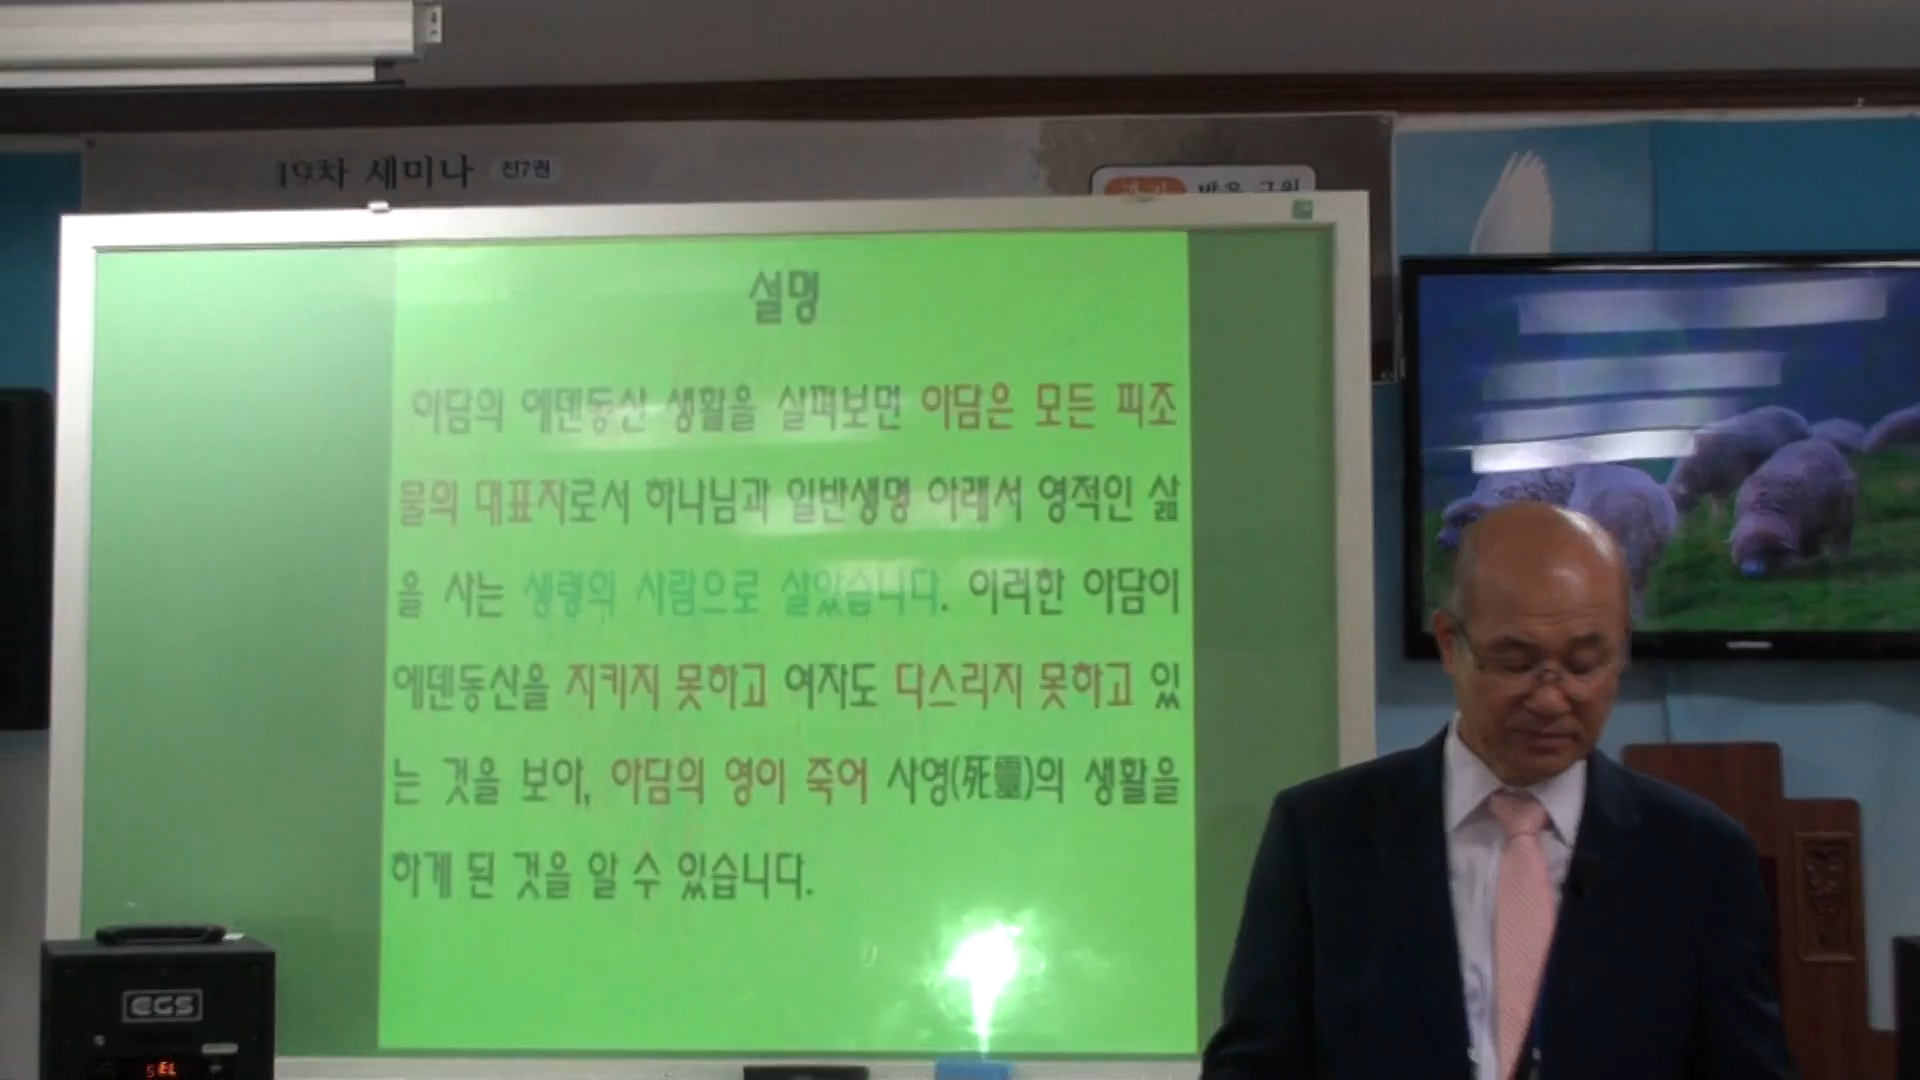 19차 세미나 전7권
설명
아담의 에덴동산 생활을 살펴보면 아담은 모든 피조
물의 대표자로서 하나님과 일반생명 아래서 영적인 삶
을 사는 생령의 사람으로 살았습니다. 이러한 아담이
에덴동산을 지키지 못하고 여자도 다스리지 못하고 있
는 것을 보아, 아담의 영이 죽어 사영(死靈)의 생활을
하게 된 것을 알 수 있습니다.
EGS
5EL